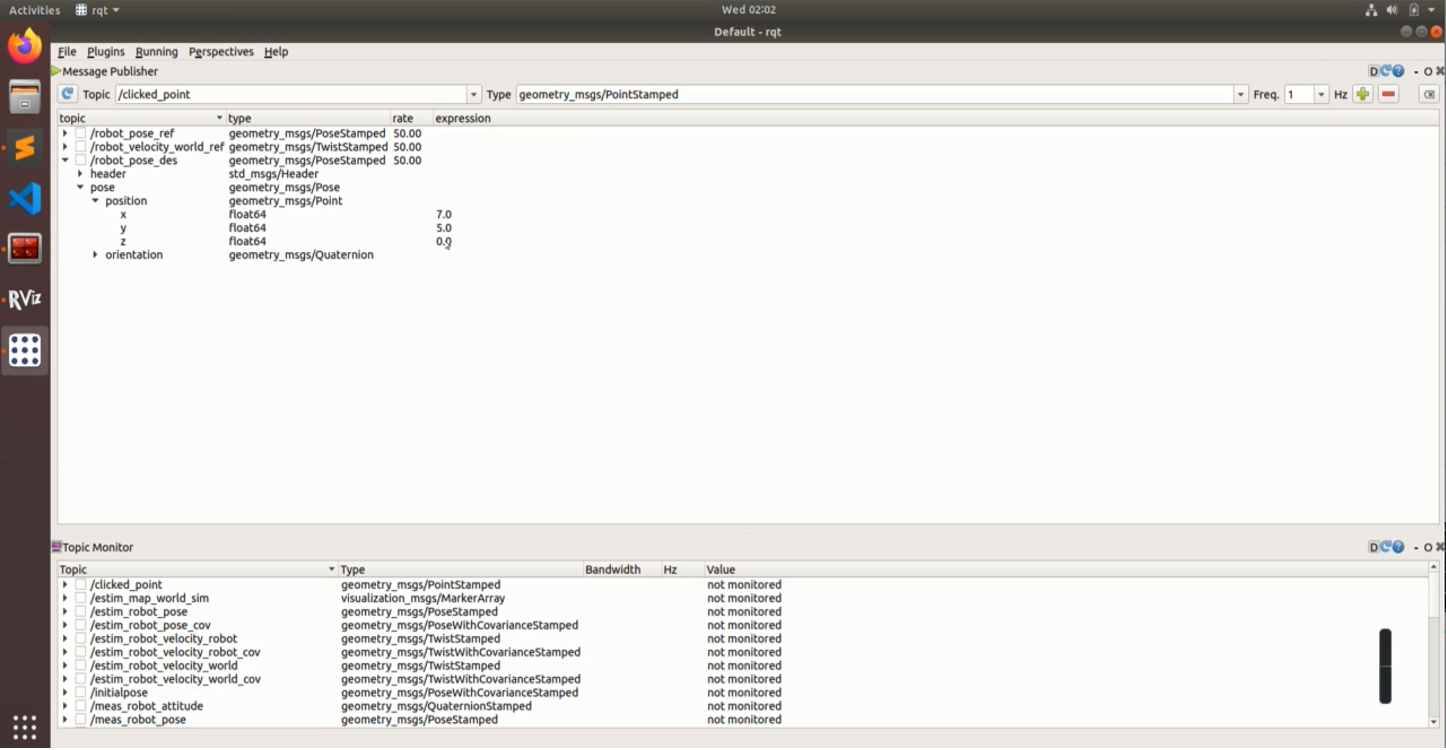 Activities rqt Wed 02:02
Default - rqt
File Plugins Running Perspectives Help
Message Publisher D - O
Topic /clicked_point Type geometry_msgs/PointStamped Freq. 1 Hz
topic type rate expression
/robot_pose_ref geometry_msgs/PoseStamped 50.00
/robot_velocity_world_ref geometry_msgs/TwistStamped 50.00
/robot_pose_des geometry_msgs/PoseStamped 50.00
header std_msgs/Header
pose geometry_msgs/Pose
position geometry_msgs/Point
x float64 7.0
y float64 5.0
z float64 0.0
orientation geometry_msgs/Quaternion
RViz
Topic Monitor D - O
Topic Type Bandwidth Hz Value
/clicked_point geometry_msgs/PointStamped not monitored
/estim_map_world_sim visualization_msgs/MarkerArray not monitored
/estim_robot_pose geometry_msgs/PoseStamped not monitored
/estim_robot_pose_cov geometry_msgs/PoseWithCovarianceStamped not monitored
/estim_robot_velocity_robot geometry_msgs/TwistStamped not monitored
/estim_robot_velocity_robot_cov geometry_msgs/TwistWithCovarianceStamped not monitored
/estim_robot_velocity_world geometry_msgs/TwistStamped not monitored
/estim_robot_velocity_world_cov geometry_msgs/TwistWithCovarianceStamped not monitored
/initialpose geometry_msgs/PoseWithCovarianceStamped not monitored
/meas_robot_attitude geometry_msgs/QuaternionStamped not monitored
/meas_robot_pose geometry_msgs/PoseStamped not monitored